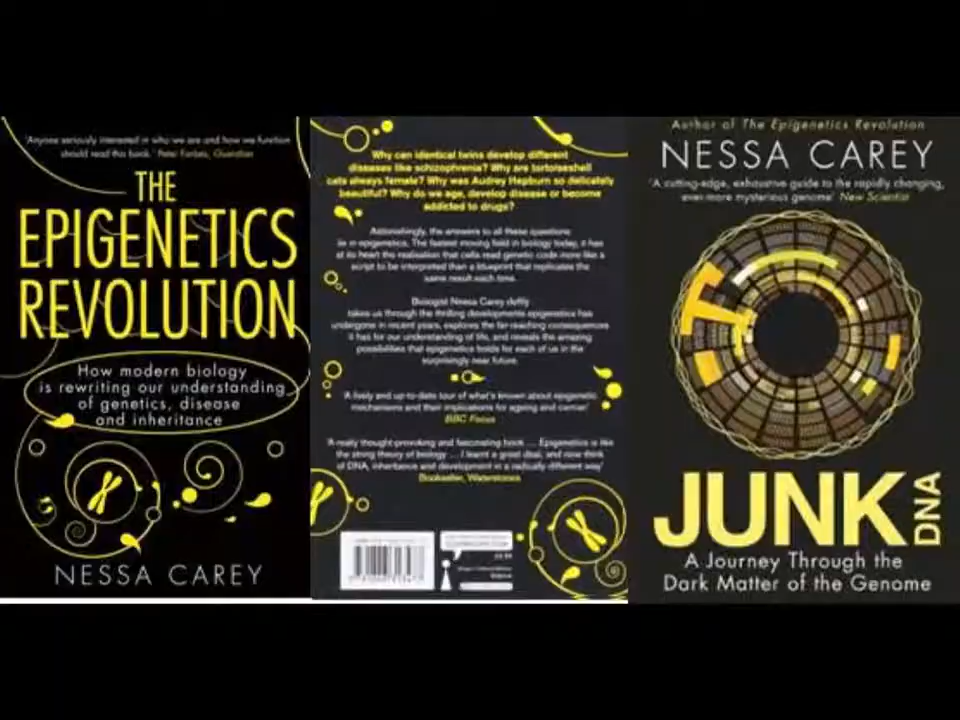 'Anyone seriously interested in who we are and how we function
should read this book.' Peter Forbes, Guardian
THE
EPIGENETICS
REVOLUTION
How modern biology
is rewriting our understanding
of genetics, disease
and inheritance
NESSA CAREY
Why can identical twins develop different
diseases like schizophrenia? Why are tortoiseshell
cats always female? Why was Audrey Hepburn so delicately
beautiful? Why do we age, develop disease or become
addicted to drugs?
Astonishingly, the answers to all these questions
lie in epigenetics. The fastest moving field in biology today, it has
at its heart the realisation that cells read genetic code more like a
script to be interpreted than a blueprint that replicates the
same result each time.
Biologist Nessa Carey deftly
takes us through the thrilling developments epigenetics has
undergone in recent years, explores the far-reaching consequences
it has for our understanding of life, and reveals the amazing
possibilities that epigenetics holds for each of us in the
surprisingly near future.
'A lively and up-to-date tour of what's known about epigenetic
mechanisms and their implications for ageing and cancer'
BBC Focus
'A really thought-provoking and fascinating book ... Epigenetics is like
the string theory of biology ... I learnt a great deal, and now think
of DNA, inheritance and development in a radically different way'
Bookseller, Waterstones
Author of The Epigenetics Revolution
NESSA CAREY
'A cutting-edge, exhaustive guide to the rapidly changing,
ever-more mysterious genome' New Scientist
JUNK DNA
A Journey Through the
Dark Matter of the Genome